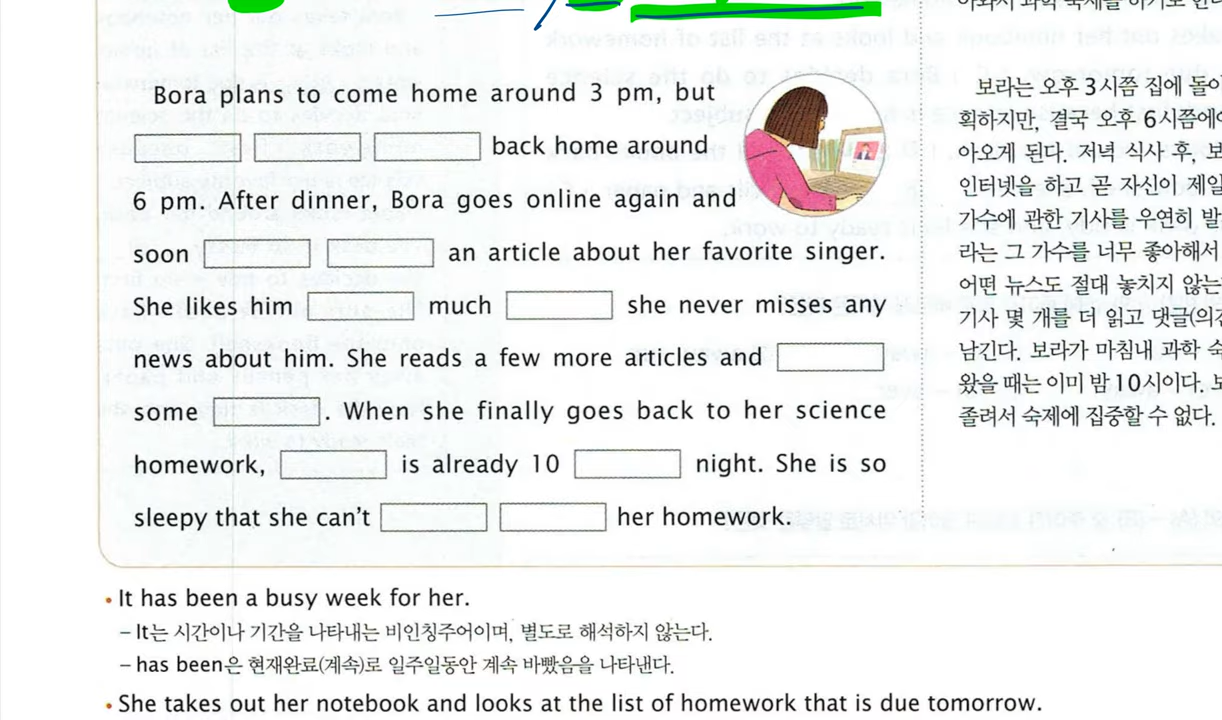 Bora plans to come home around 3 pm, but
back home around
6 pm. After dinner, Bora goes online again and
soon an article about her favorite singer.
She likes him much she never misses any
news about him. She reads a few more articles and
ome . When she finally goes back to her science
homework, is already 10 night. She is so
sleepy that she can't her homework.
보라는 오후 3시쯤 집에 돌아
획하지만, 결국 오후 6시쯤에야
아오게 된다. 저녁 식사 후, 보
인터넷을 하고 곧 자신이 제일
가수에 관한 기사를 우연히 발
라는 그 가수를 너무 좋아해서
어떤 뉴스도 절대 놓치지 않는
기사 몇 개를 더 읽고 댓글(의견
남긴다. 보라가 마침내 과학 숙
왔을 때는 이미 밤 10시이다. 보
졸려서 숙제에 집중할 수 없다.
• It has been a busy week for her.
– It는 시간이나 기간을 나타내는 비인칭주어이며, 별도로 해석하지 않는다.
– has been은 현재완료(계속)로 일주일동안 계속 바빴음을 나타낸다.
• She takes out her notebook and looks at the list of homework that is due tomorrow.